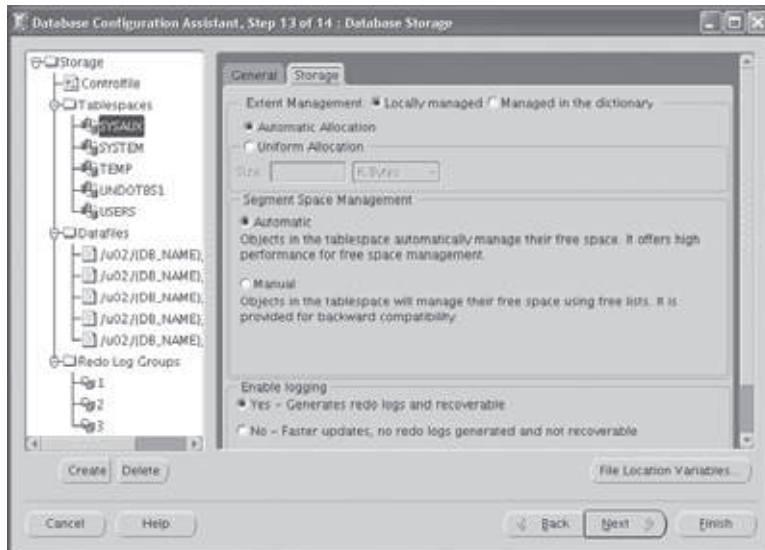 Database Configuration Assistant, Step 13 of 14 : Database Storage
Storage
Controlfile
Tablespaces
SYSAUX
SYSTEM
TEMP
UNDOTBS1
USERS
Datafiles
/u02/{DB_NAME},
/u02/{DB_NAME},
/u02/{DB_NAME},
/u02/{DB_NAME},
/u02/{DB_NAME},
Redo Log Groups
1
2
3
General Storage
Extent Management: Locally managed Managed in the dictionary
Automatic Allocation
Uniform Allocation
Size: K Bytes
Segment Space Management
Automatic
Objects in the tablespace automatically manage their free space. It offers high
performance for free space management.
Manual
Objects in the tablespace will manage their free space using free lists. It is
provided for backward compatibility.
Enable logging
Yes - Generates redo logs and recoverable
No - Faster updates, no redo logs generated and not recoverable
Create Delete File Location Variables...
Cancel Help Back Next Finish